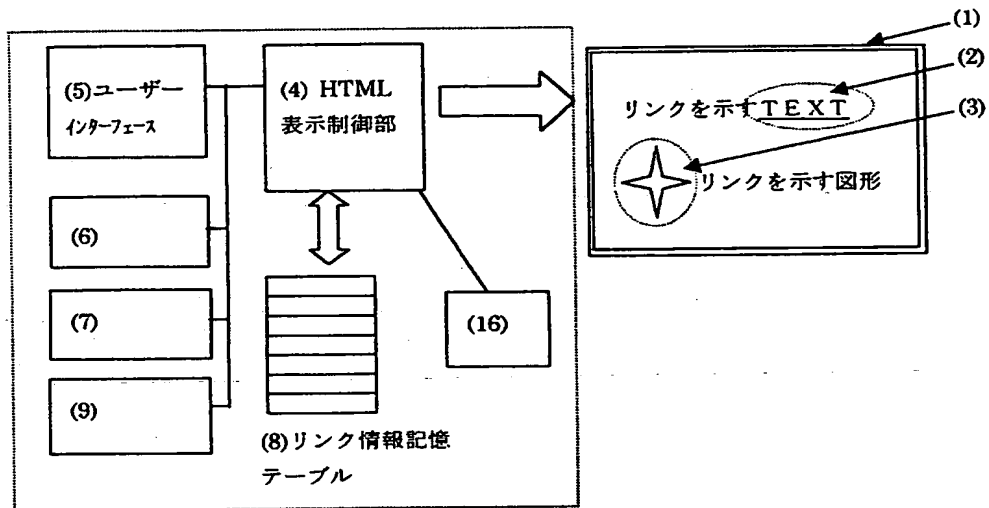 (1)
(2)
(3)
(5)ユーザー
インターフェース
(4) HTML
表示制御部
リンクを示すTEXT
リンクを示す図形
(6)
(7)
(9)
(16)
(8)リンク情報記憶
テーブル